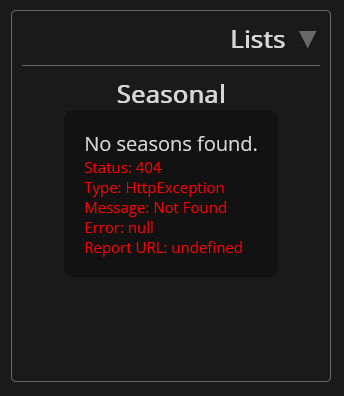 Lists ▼
Seasonal
No seasons found.
Status: 404
Type: HttpException
Message: Not Found
Error: null
Report URL: undefined